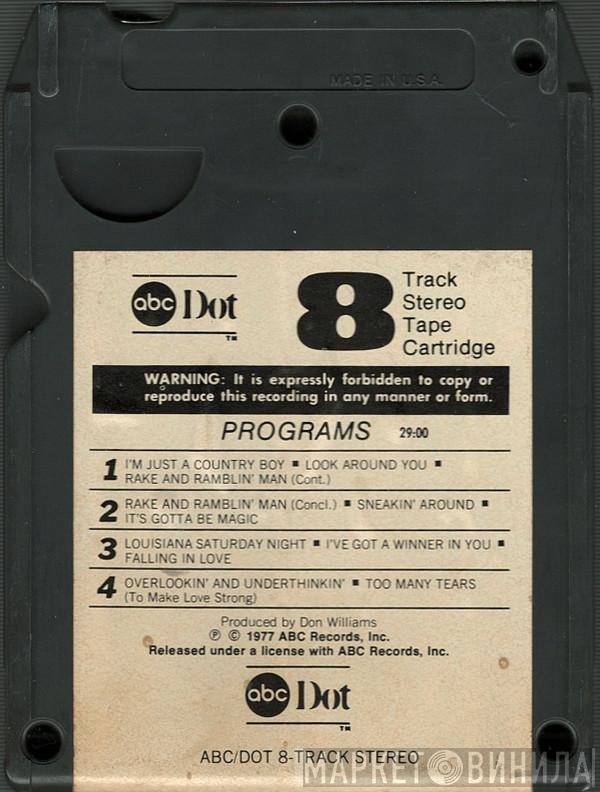 MADE IN U.S.A.
abc Dot
TM
8 Track
Stereo
Tape
Cartridge
WARNING: It is expressly forbidden to copy or
reproduce this recording in any manner or form.
PROGRAMS 29:00
1 I'M JUST A COUNTRY BOY ▪ LOOK AROUND YOU ▪
RAKE AND RAMBLIN' MAN (Cont.)
2 RAKE AND RAMBLIN' MAN (Concl.) ▪ SNEAKIN' AROUND ▪
IT'S GOTTA BE MAGIC
3 LOUISIANA SATURDAY NIGHT ▪ I'VE GOT A WINNER IN YOU ▪
FALLING IN LOVE
4 OVERLOOKIN' AND UNDERTHINKIN' ▪ TOO MANY TEARS
(To Make Love Strong)
Produced by Don Williams
℗ © 1977 ABC Records, Inc.
Released under a license with ABC Records, Inc.
abc Dot
TM
ABC/DOT 8-TRACK STEREO
МАРКЕТ ВИНИЛА